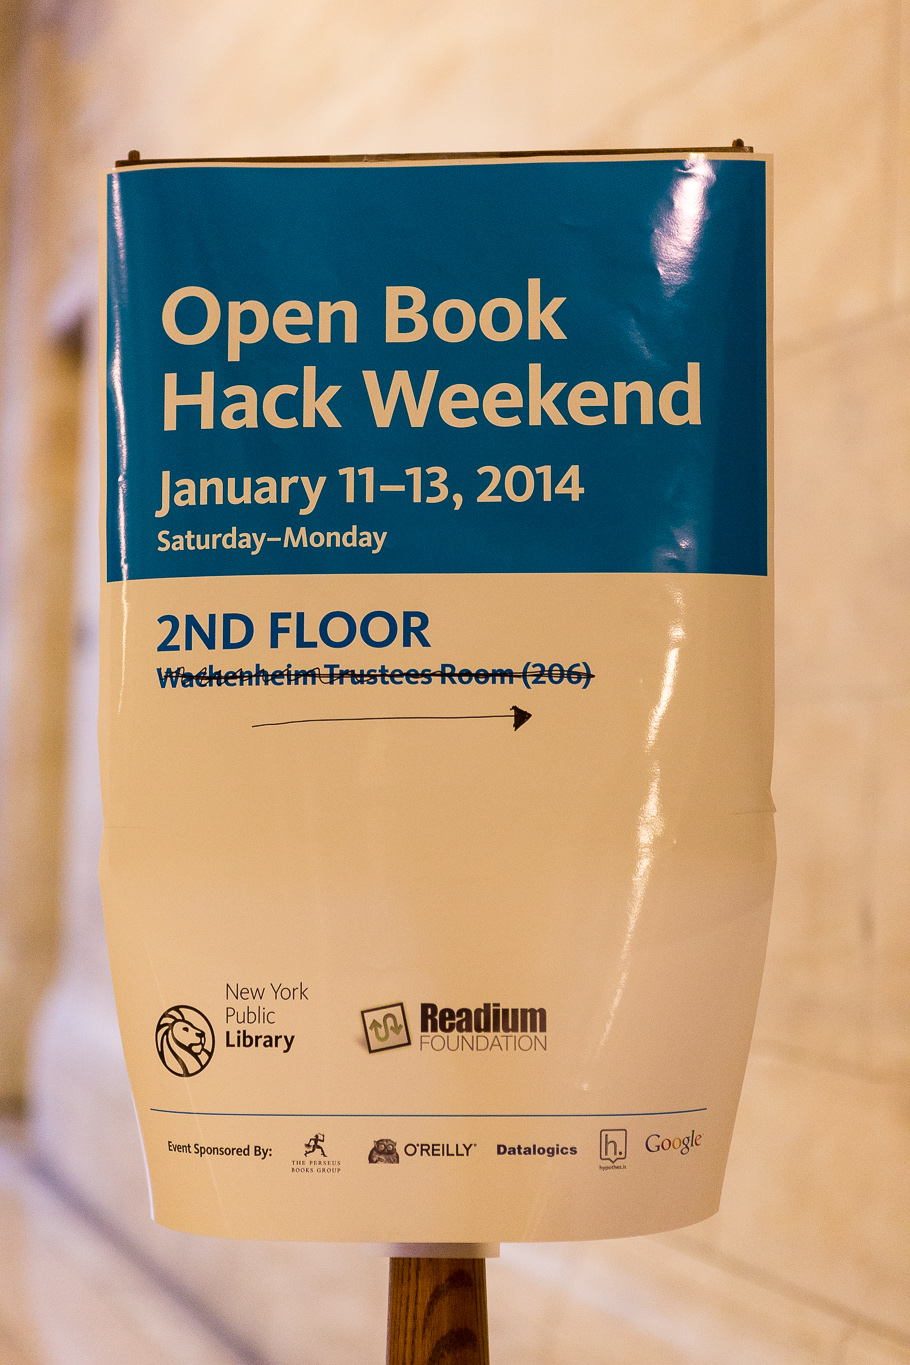 Open Book
Hack Weekend
January 11–13, 2014
Saturday–Monday
2ND FLOOR
Wachenheim Trustees Room (206)
New York
Public
Library
Readium
FOUNDATION
Event Sponsored By:
THE PERSEUS
BOOKS GROUP
O'REILLY®
Datalogics
h.
hypothes.is
Google